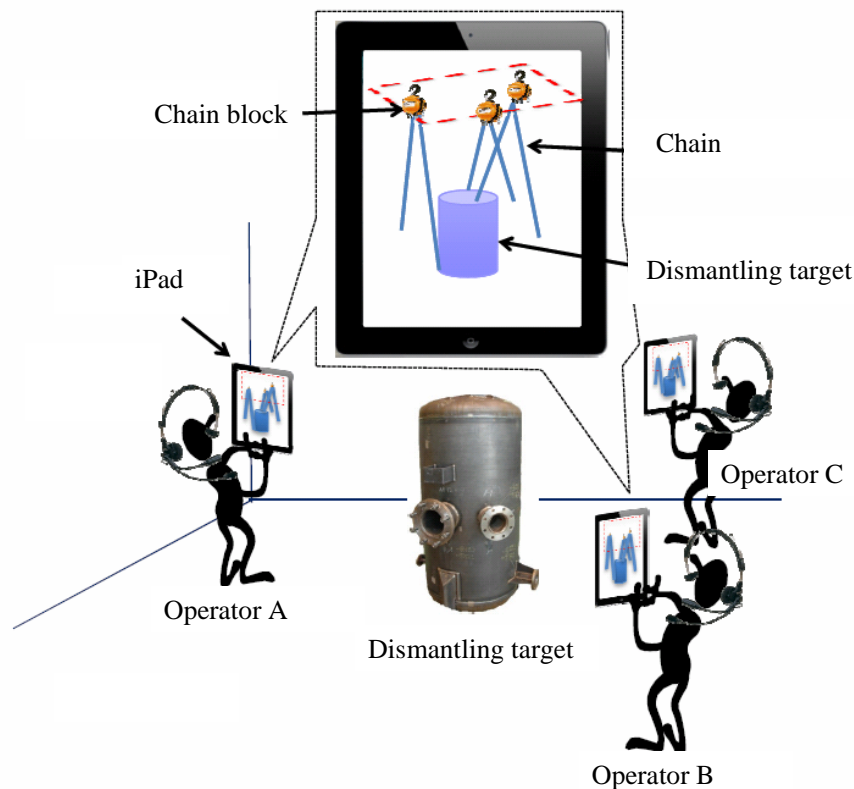 Chain block
Chain
Dismantling target
iPad
Operator C
Operator A
Dismantling target
Operator B